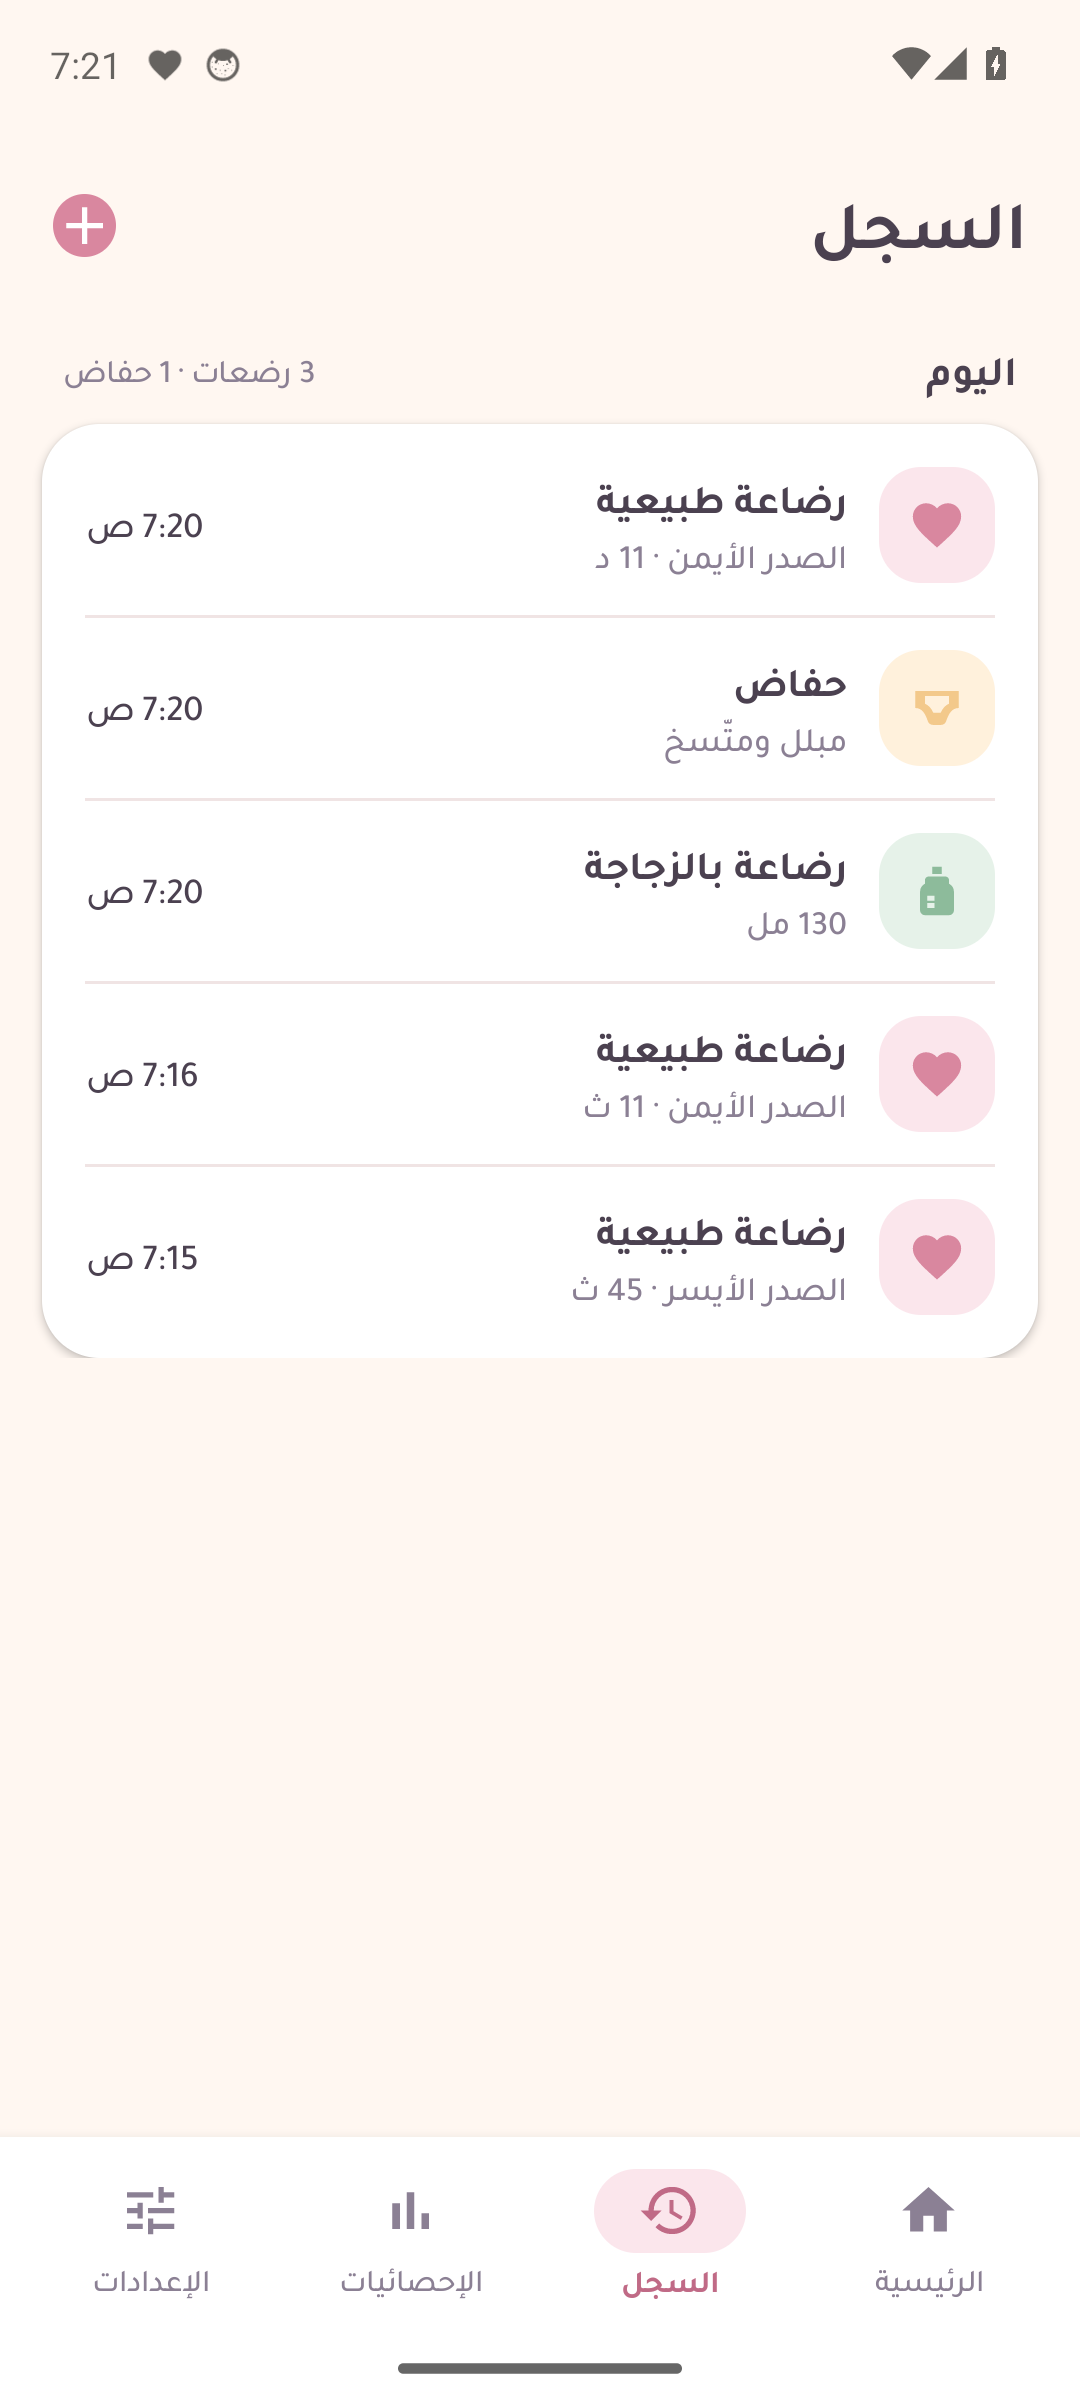 7:21
السجل
اليوم
3 رضعات · 1 حفاض
رضاعة طبيعية
الصدر الأيمن · 11 د
7:20 ص
حفاض
مبلل ومتّسخ
7:20 ص
رضاعة بالزجاجة
130 مل
7:20 ص
رضاعة طبيعية
الصدر الأيمن · 11 ث
7:16 ص
رضاعة طبيعية
الصدر الأيسر · 45 ث
7:15 ص
الرئيسية
السجل
الإحصائيات
الإعدادات